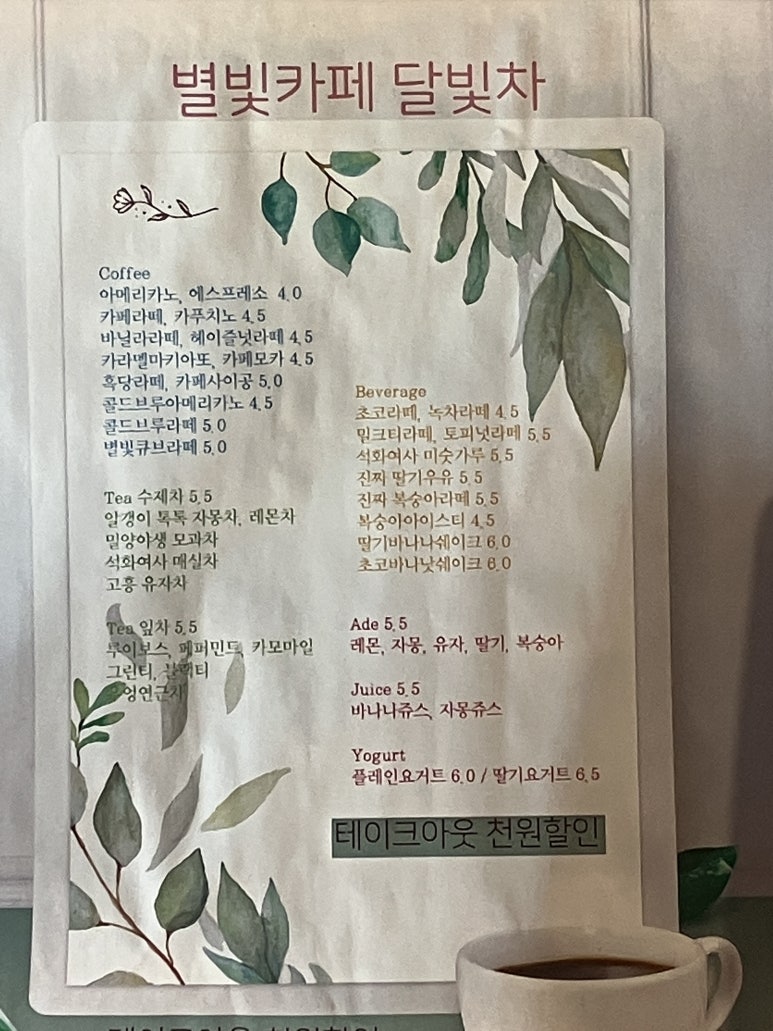 별빛카페 달빛차
Coffee
아메리카노, 에스프레소 4.0
카페라떼, 카푸치노 4.5
바닐라라떼, 헤이즐넛라떼 4.5
카라멜마키아또, 카페모카 4.5
흑당라떼, 카페사이공 5.0
콜드브루아메리카노 4.5
콜드브루라떼 5.0
별빛큐브라떼 5.0
Tea 수제차 5.5
알갱이 톡톡 자몽차, 레몬차
밀양야생 모과차
석화여사 매실차
고흥 유자차
Tea 잎차 5.5
루이보스, 페퍼민트, 카모마일
그린티, 블랙티
우엉연근차
Beverage
초코라떼, 녹차라떼 4.5
밀크티라떼, 토피넛라떼 5.5
석화여사 미숫가루 5.5
진짜 딸기우유 5.5
진짜 복숭아라떼 5.5
복숭아아이스티 4.5
딸기바나나쉐이크 6.0
초코바나낫쉐이크 6.0
Ade 5.5
레몬, 자몽, 유자, 딸기, 복숭아
Juice 5.5
바나나쥬스, 자몽쥬스
Yogurt
플레인요거트 6.0 / 딸기요거트 6.5
테이크아웃 천원할인